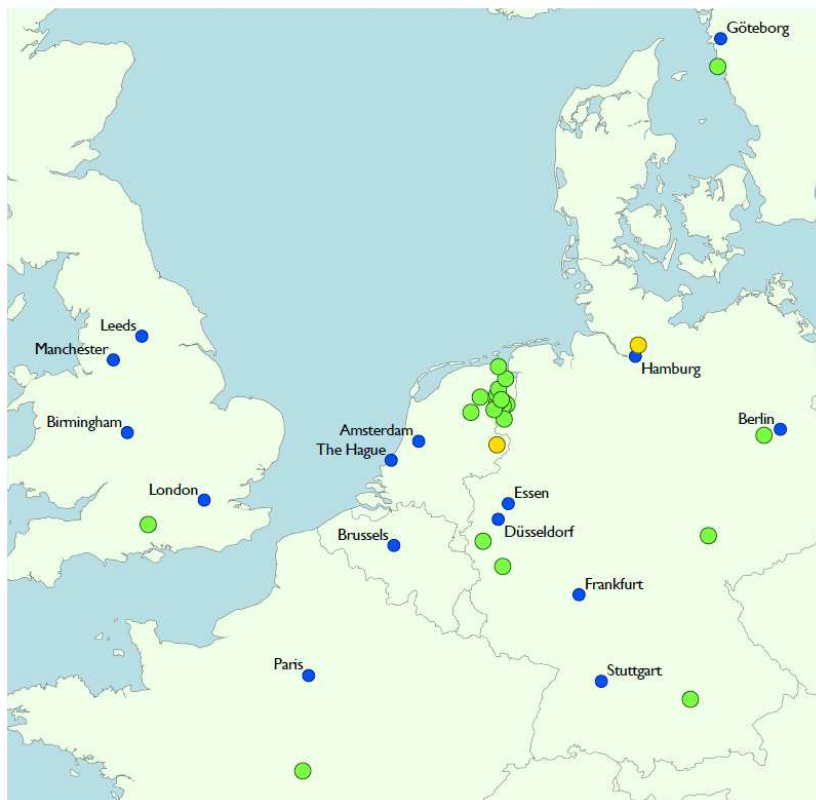 Göteborg
Leeds
Manchester
Hamburg
Birmingham
Berlin
Amsterdam
The Hague
London
Essen
Düsseldorf
Brussels
Frankfurt
Paris
Stuttgart